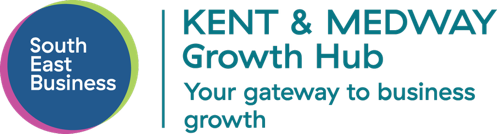 South
East
Business
KENT & MEDWAY
Growth Hub
Your gateway to business
growth